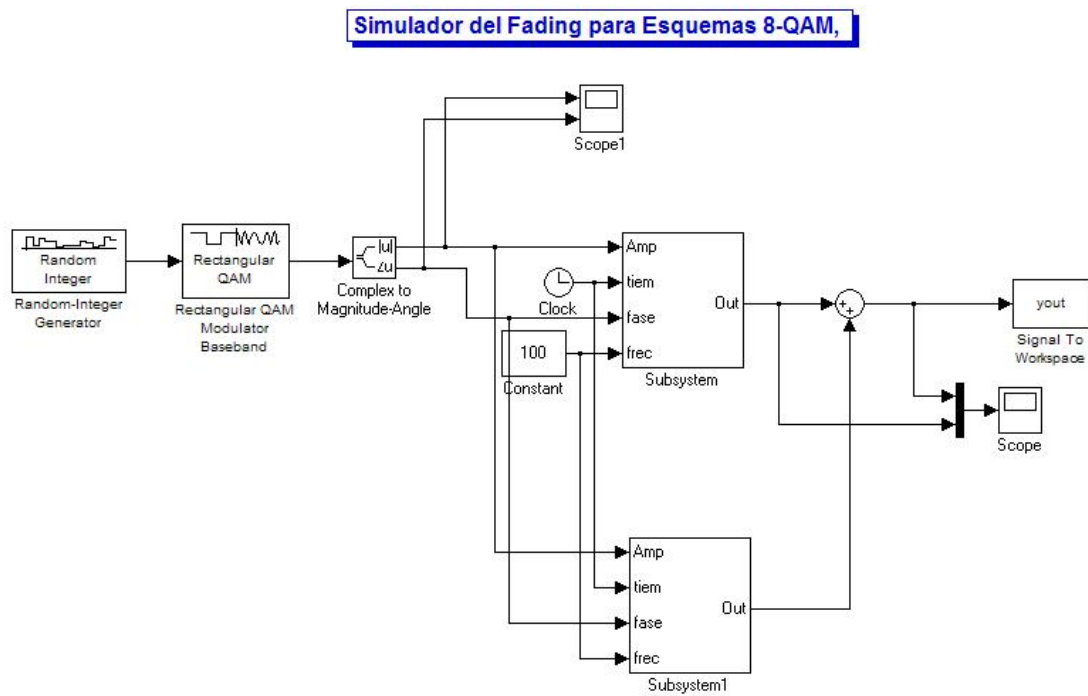 Simulador del Fading para Esquemas 8-QAM,
Scope1
Random
Integer
Random-Integer
Generator
Rectangular
QAM
Rectangular QAM
Modulator
Baseband
|u|
∠u
Complex to
Magnitude-Angle
Clock
100
Constant
Amp
tiem
fase
frec
Out
Subsystem
+
+
yout
Signal To
Workspace
Scope
Amp
tiem
fase
frec
Out
Subsystem1